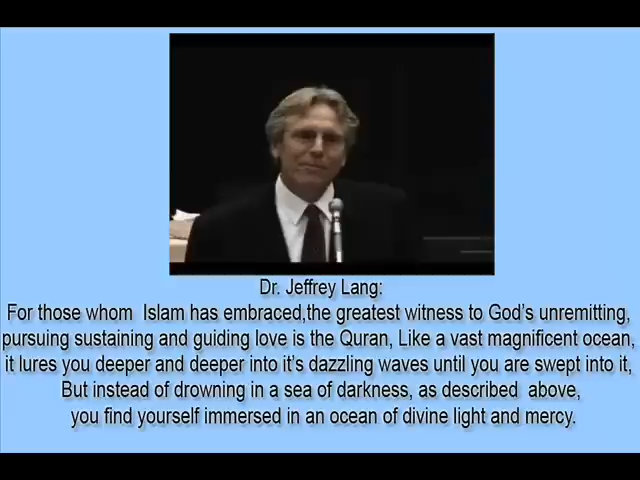 Dr. Jeffrey Lang:
For those whom Islam has embraced,the greatest witness to God's unremitting,
pursuing sustaining and guiding love is the Quran, Like a vast magnificent ocean,
it lures you deeper and deeper into it's dazzling waves until you are swept into it,
But instead of drowning in a sea of darkness, as described above,
you find yourself immersed in an ocean of divine light and mercy.